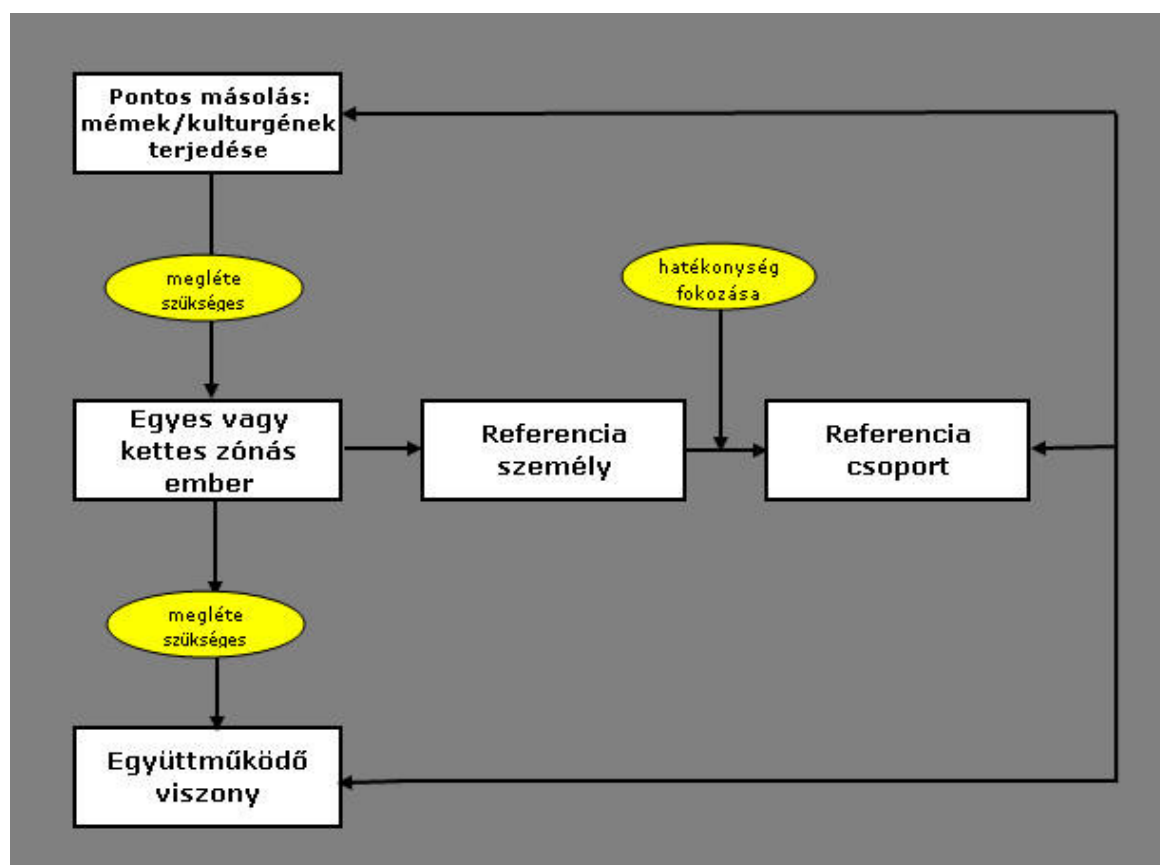 Pontos másolás:
mémek/kulturgének
terjedése
megléte
szükséges
hatékonység
fokozása
Egyes vagy
kettes zónás
ember
Referencia
személy
Referencia
csoport
megléte
szükséges
Együttműködő
viszony